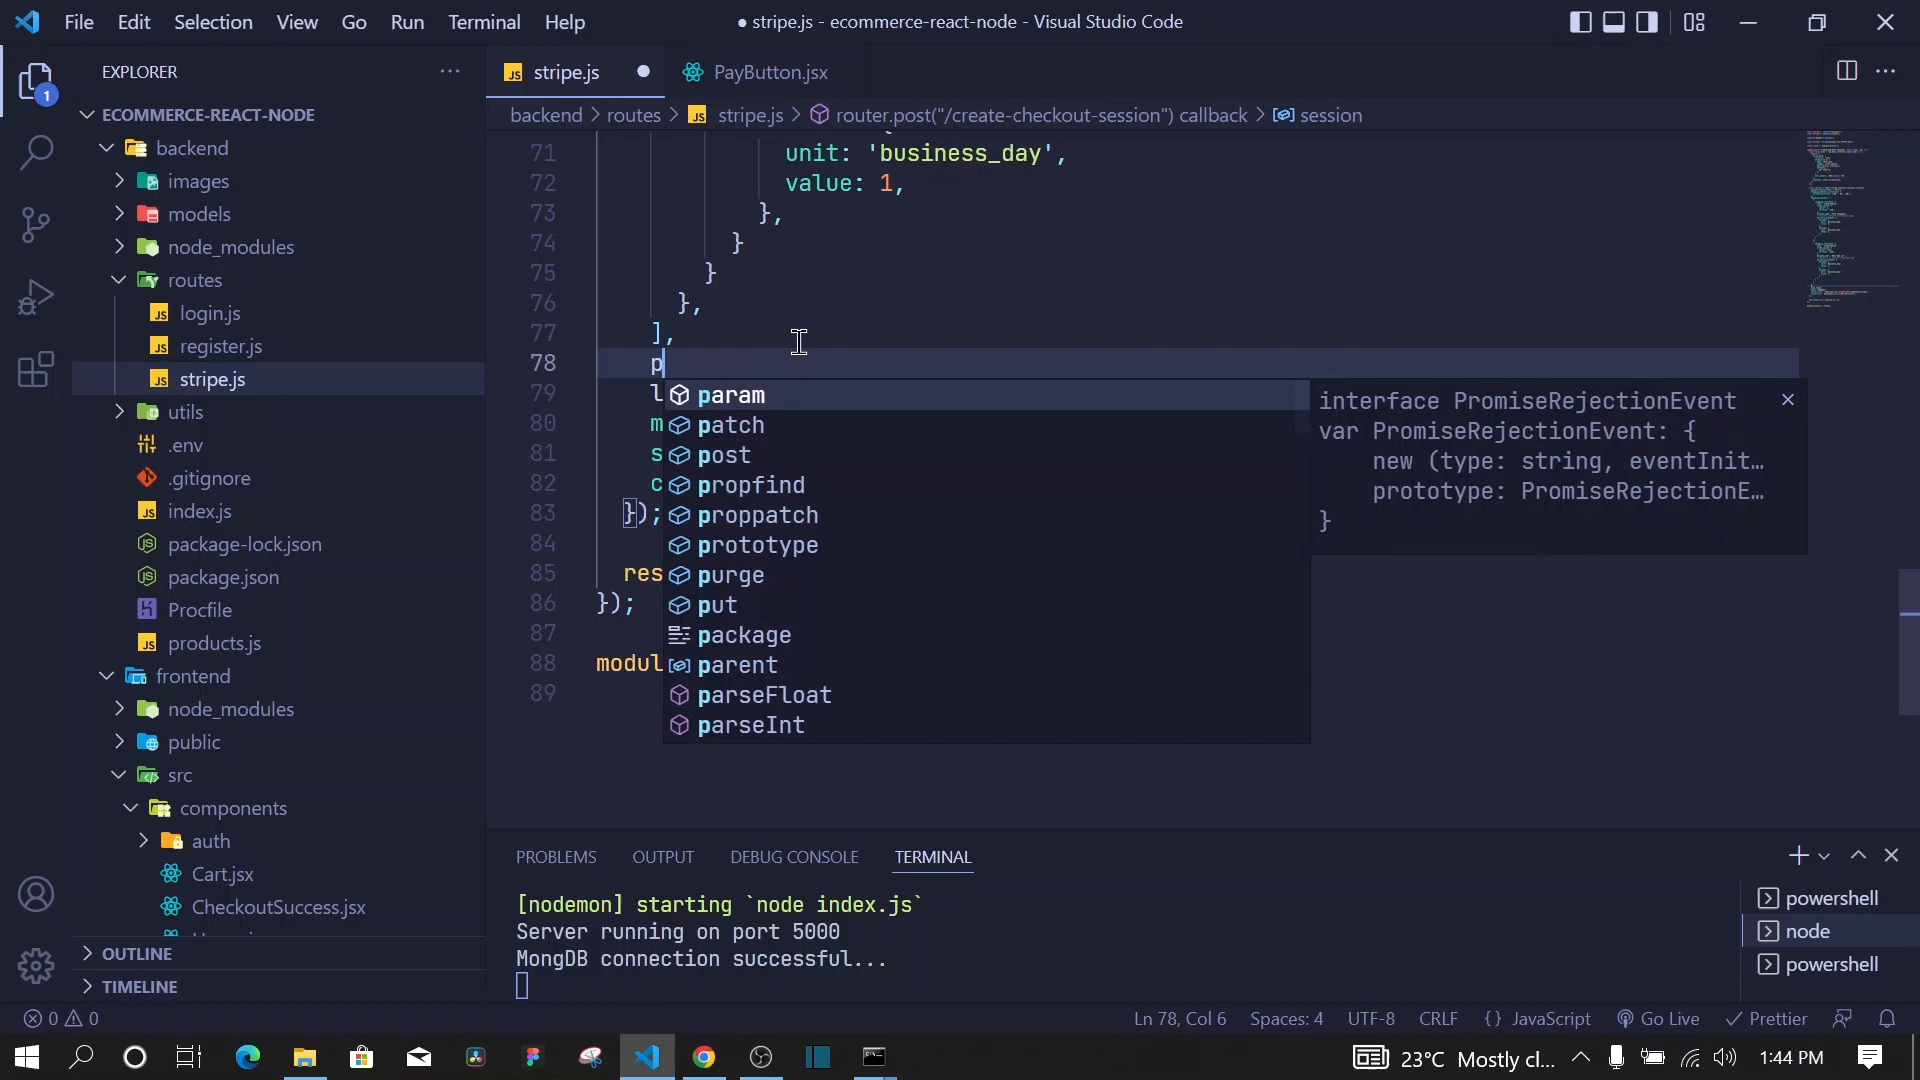 File Edit Selection View Go Run Terminal Help
● stripe.js - ecommerce-react-node - Visual Studio Code
EXPLORER
1
ECOMMERCE-REACT-NODE
backend
images
models
node_modules
routes
login.js
register.js
stripe.js
utils
.env
.gitignore
index.js
package-lock.json
package.json
Procfile
products.js
frontend
node_modules
public
src
components
auth
Cart.jsx
CheckoutSuccess.jsx
OUTLINE
TIMELINE
stripe.js ● PayButton.jsx
backend > routes > JS stripe.js > router.post("/create-checkout-session") callback > session
71 unit: 'business_day',
72 value: 1,
73 },
74 }
75 }
76 },
77 ],
78 p
79 l
80 m
81 s
82 c
83 });
84
85 res
86 });
87
88 modul
89
param
patch
post
propfind
proppatch
prototype
purge
put
package
parent
parseFloat
parseInt
interface PromiseRejectionEvent
var PromiseRejectionEvent: {
new (type: string, eventInit...
prototype: PromiseRejectionE...
}
PROBLEMS OUTPUT DEBUG CONSOLE TERMINAL
[nodemon] starting `node index.js`
Server running on port 5000
MongDB connection successful...
powershell
node
powershell
0 0
Ln 78, Col 6 Spaces: 4 UTF-8 CRLF {} JavaScript Go Live Prettier
23°C Mostly cl... 1:44 PM